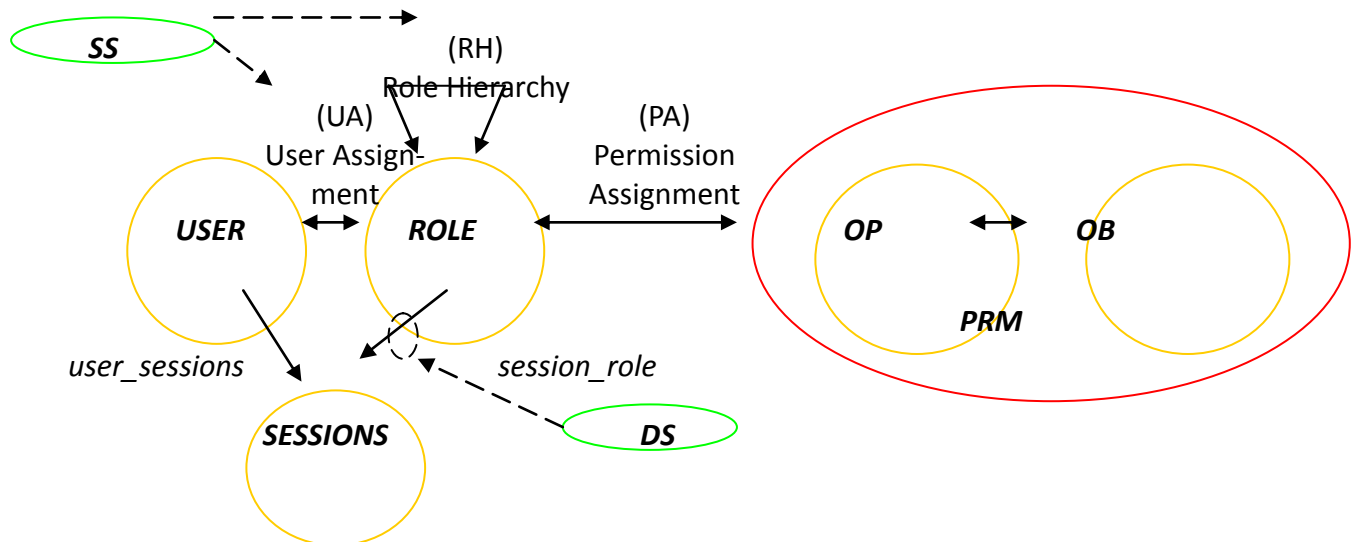 SS
(RH)
Role Hierarchy
(UA)
User Assign-
ment
(PA)
Permission
Assignment
USER
ROLE
OP
OB
PRM
user_sessions
session_role
SESSIONS
DS